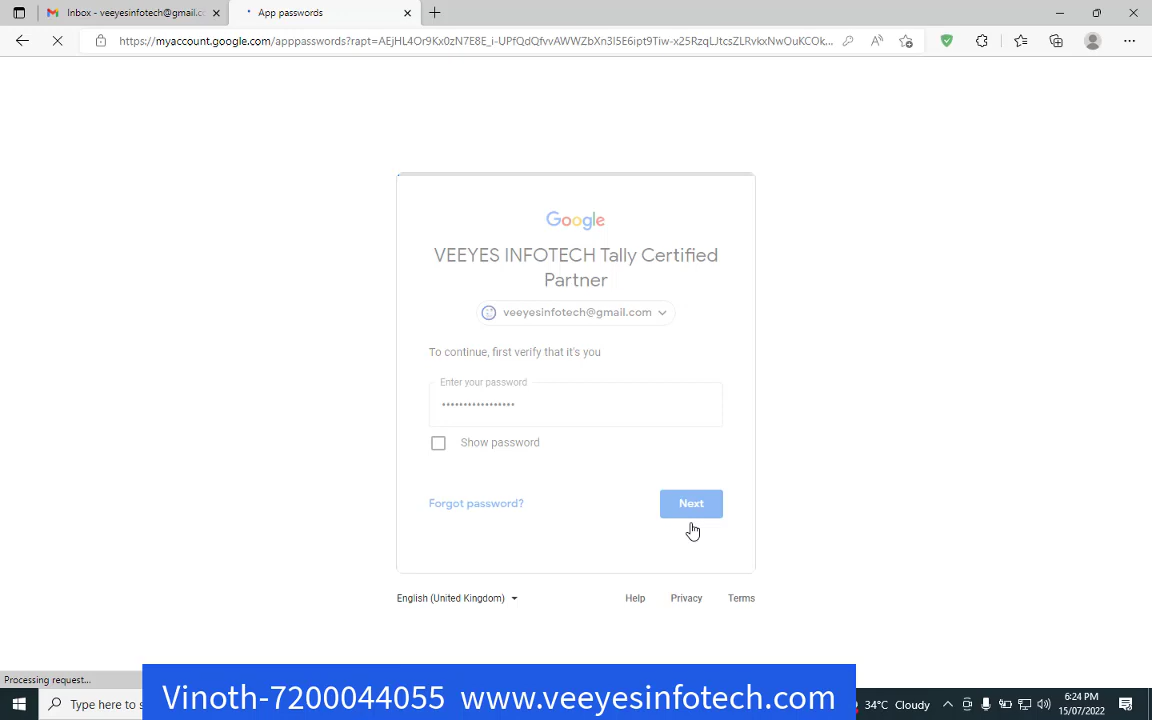 Inbox - veeyesinfotech@gmail.cc
App passwords
https://myaccount.google.com/apppasswords?rapt=AEjHL4Or9Kx0zN7E8E_i-UPfQdQfvvAWWZbXn3l5E6ipt9Tiw-x25RzqLJtcsZLRvkxNwOuKCOk...
Google
VEEYES INFOTECH Tally Certified
Partner
veeyesinfotech@gmail.com
To continue, first verify that it's you
Enter your password
•••••••••••••••••
Show password
Forgot password?
Next
English (United Kingdom)
Help
Privacy
Terms
Processing request...
Type here to s
Vinoth-7200044055 www.veeyesinfotech.com
34°C Cloudy
6:24 PM
15/07/2022